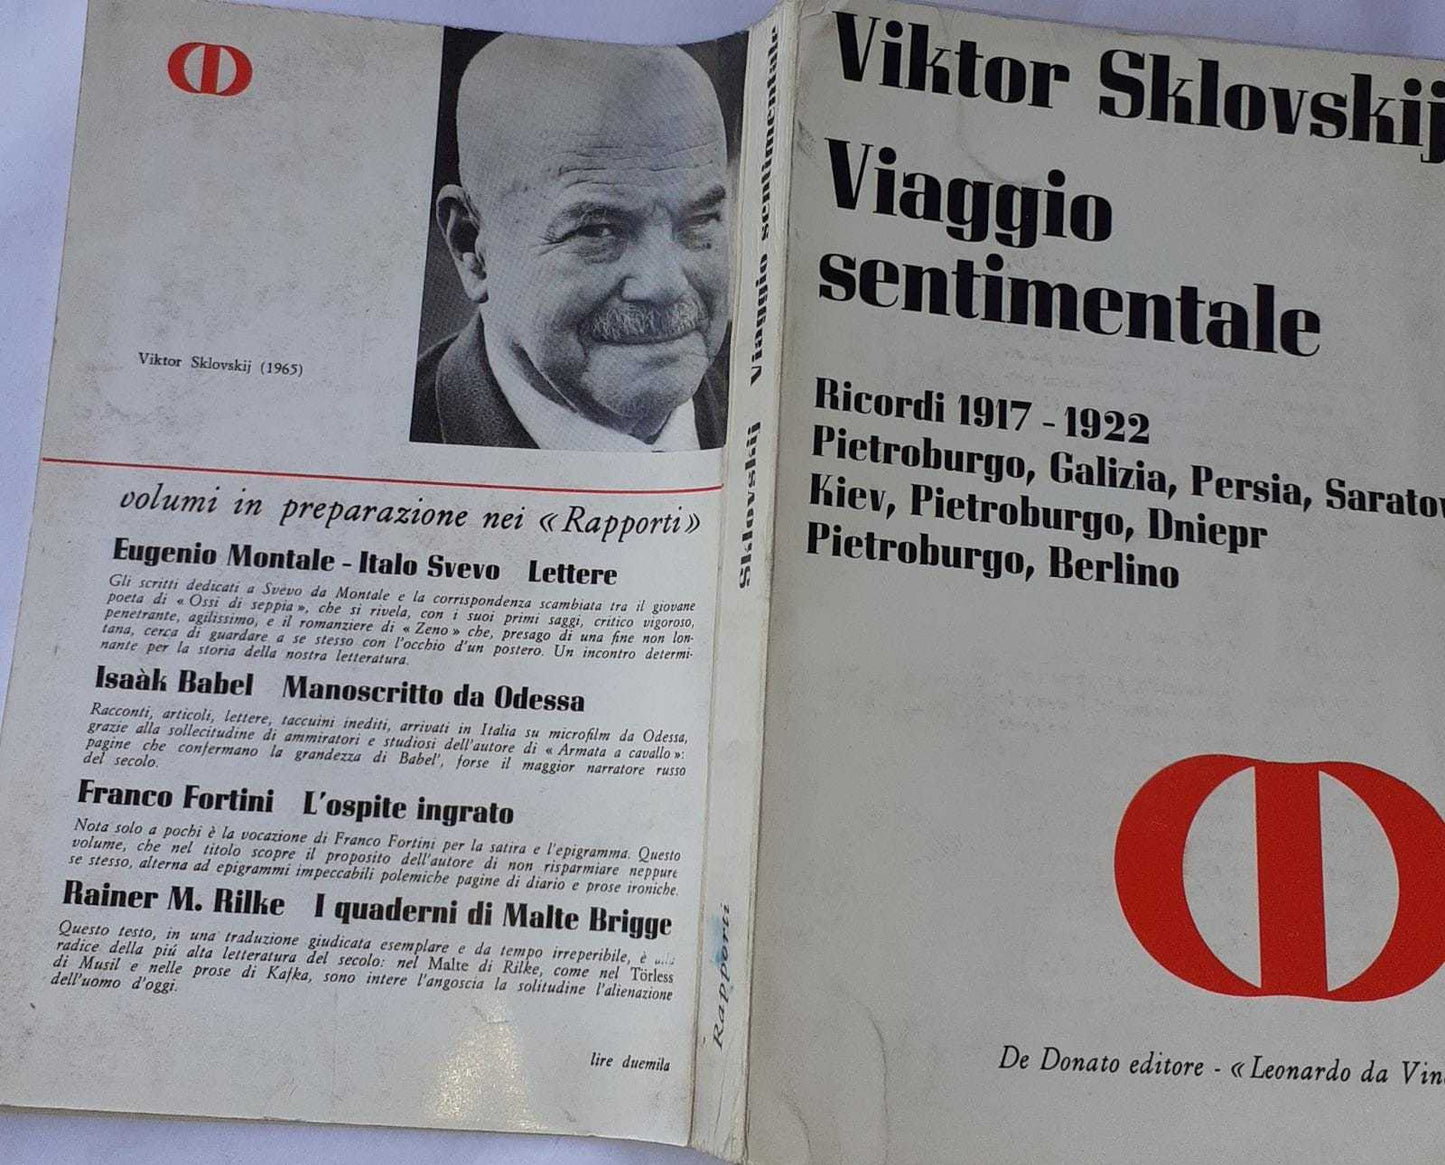 Viktor Sklovskij (1965)
volumi in preparazione nei «Rapporti»
Eugenio Montale - Italo Svevo Lettere
Gli scritti dedicati a Svevo da Montale e la corrispondenza scambiata tra il giovane
poeta di «Ossi di seppia», che si rivela, con i suoi primi saggi, critico vigoroso,
penetrante, agilissimo, e il romanziere di «Zeno» che, presago di una fine non lon-
tana, cerca di guardare a se stesso con l'occhio d'un postero. Un incontro determi-
nante per la storia della nostra letteratura.
Isaàk Babel Manoscritto da Odessa
Racconti, articoli, lettere, taccuini inediti, arrivati in Italia su microfilm da Odessa,
grazie alla sollecitudine di ammiratori e studiosi dell'autore di «Armata a cavallo»:
pagine che confermano la grandezza di Babel', forse il maggior narratore russo
del secolo.
Franco Fortini L'ospite ingrato
Nota solo a pochi è la vocazione di Franco Fortini per la satira e l'epigramma. Questo
volume, che nel titolo scopre il proposito dell'autore di non risparmiare neppure
se stesso, alterna ad epigrammi impeccabili polemiche pagine di diario e prose ironiche.
Rainer M. Rilke I quaderni di Malte Brigge
Questo testo, in una traduzione giudicata esemplare e da tempo irreperibile, è
radice della piú alta letteratura del secolo: nel Malte di Rilke, come nel Törless
di Musil e nelle prose di Kafka, sono intere l'angoscia la solitudine l'alienazione
dell'uomo d'oggi.
lire duemila
Sklovskij Viaggio sentimentale
Rapporti
Viktor Sklovskij
Viaggio
sentimentale
Ricordi 1917 - 1922
Pietroburgo, Galizia, Persia, Saratov
Kiev, Pietroburgo, Dniepr
Pietroburgo, Berlino
De Donato editore - «Leonardo da Vin